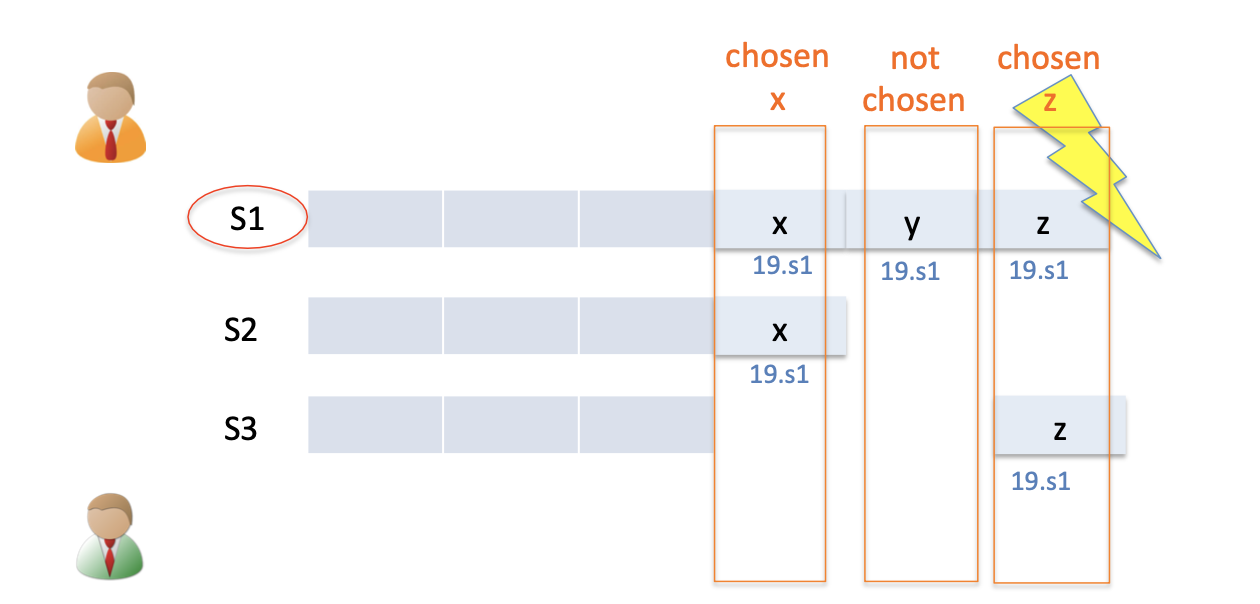 chosen
x
not
chosen
chosen
z
S1
x
y
z
19.s1
19.s1
19.s1
S2
x
19.s1
S3
z
19.s1